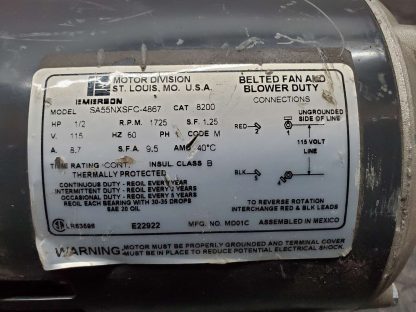 MOTOR DIVISION
ST. LOUIS, MO. U.S.A.
EMERSON
MODEL SA55NXSFC-4867 CAT 8200
HP 1/2 R.P.M. 1725 S.F. 1.25
V. 115 HZ 60 PH 1 CODE M
A. 8.7 S.F.A. 9.5 AMB 40°C
TIME RATING CONT. INSUL CLASS B
THERMALLY PROTECTED
CONTINUOUS DUTY - REOIL EVERY YEAR
INTERMITTENT DUTY - REOIL EVERY 2 YEARS
OCCASIONAL DUTY - REOIL EVERY 5 YEARS
REOIL EACH BEARING WITH 30-35 DROPS
SAE 20 OIL
LR63596 E22922
BELTED FAN AND
BLOWER DUTY
CONNECTIONS
UNGROUNDED
SIDE OF LINE
RED 2 1
115 VOLT
LINE
BLK
TO REVERSE ROTATION
INTERCHANGE RED & BLK LEADS
MFG. NO. MD01C ASSEMBLED IN MEXICO
WARNING: MOTOR MUST BE PROPERLY GROUNDED AND TERMINAL COVER
MUST BE IN PLACE TO REDUCE POTENTIAL ELECTRICAL SHOCK